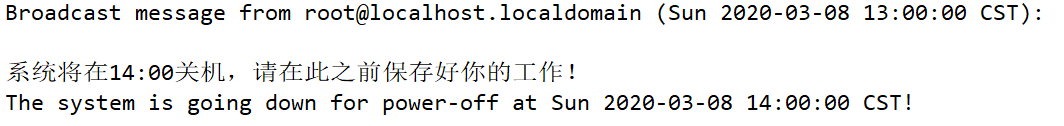 Broadcast message from root@localhost.localdomain (Sun 2020-03-08 13:00:00 CST):
系统将在14:00关机，请在此之前保存好你的工作！
The system is going down for power-off at Sun 2020-03-08 14:00:00 CST!